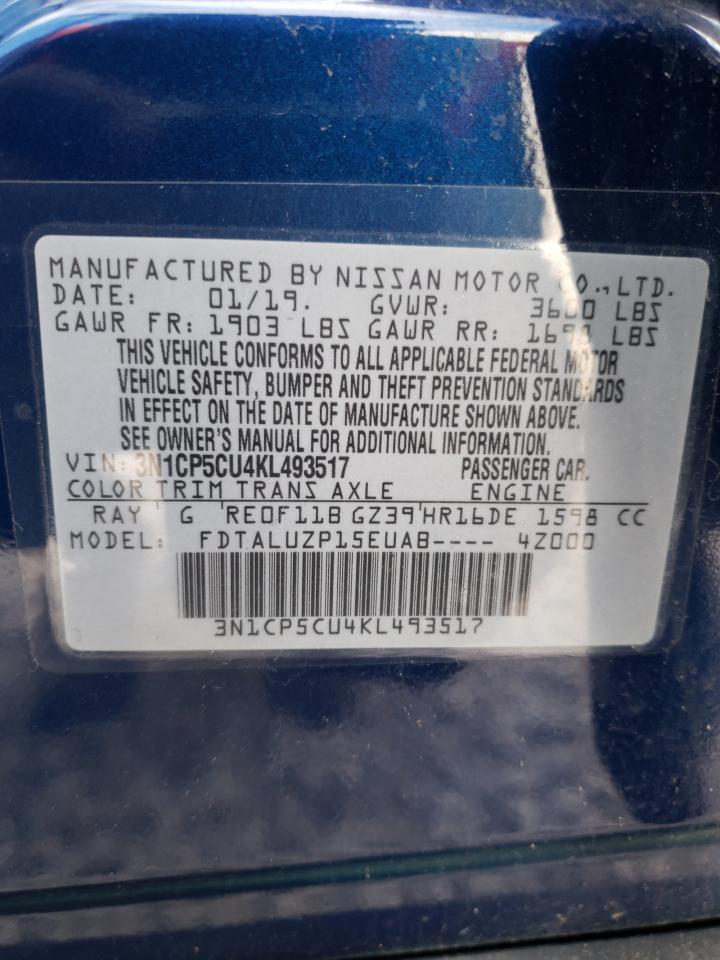 MANUFACTURED BY NISSAN MOTOR CO., LTD.
DATE: 01/19. GVWR: 3600 LBS
GAWR FR: 1903 LBS GAWR RR: LBS
THIS VEHICLE CONFORMS TO ALL APPLICABLE FEDERAL MOTOR
VEHICLE SAFETY, BUMPER AND THEFT PREVENTION STANDARDS
IN EFFECT ON THE DATE OF MANUFACTURE SHOWN ABOVE.
SEE OWNER'S MANUAL FOR ADDITIONAL INFORMATION.
VIN: 3N1CP5CU4KL493517 PASSENGER CAR.
COLOR TRIM TRANS AXLE ENGINE
RAY G RE0F11B GZ39 HR16DE 1598 CC
MODEL: FDTALUZP15EUAB---- 4Z000
3N1CP5CU4KL493517